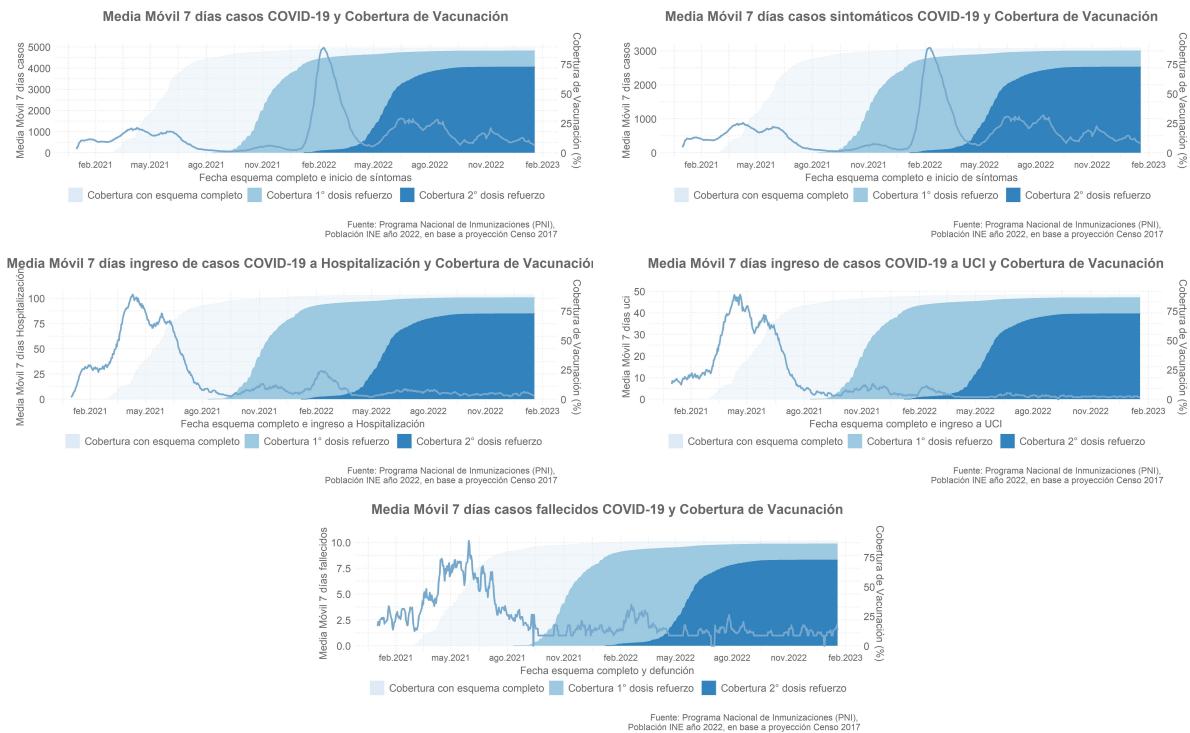 Media Móvil 7 días casos COVID-19 y Cobertura de Vacunación
Media Móvil 7 días casos
5000
4000
3000
2000
1000
0
Cobertura de Vacunación (%)
75
50
25
0
feb.2021 may.2021 ago.2021 nov.2021 feb.2022 may.2022 ago.2022 nov.2022 feb.2023
Fecha esquema completo e inicio de síntomas
Cobertura con esquema completo Cobertura 1° dosis refuerzo Cobertura 2° dosis refuerzo
Fuente: Programa Nacional de Inmunizaciones (PNI),
Población INE año 2022, en base a proyección Censo 2017
Media Móvil 7 días casos sintomáticos COVID-19 y Cobertura de Vacunación
Media Móvil 7 días casos
3000
2000
1000
0
Cobertura de Vacunación (%)
75
50
25
0
feb.2021 may.2021 ago.2021 nov.2021 feb.2022 may.2022 ago.2022 nov.2022 feb.2023
Fecha esquema completo e inicio de síntomas
Cobertura con esquema completo Cobertura 1° dosis refuerzo Cobertura 2° dosis refuerzo
Fuente: Programa Nacional de Inmunizaciones (PNI),
Población INE año 2022, en base a proyección Censo 2017
Media Móvil 7 días ingreso de casos COVID-19 a Hospitalización y Cobertura de Vacunación
Media Móvil 7 días Hospitalización
100
75
50
25
0
Cobertura de Vacunación (%)
75
50
25
0
feb.2021 may.2021 ago.2021 nov.2021 feb.2022 may.2022 ago.2022 nov.2022 feb.2023
Fecha esquema completo e ingreso a Hospitalización
Cobertura con esquema completo Cobertura 1° dosis refuerzo Cobertura 2° dosis refuerzo
Fuente: Programa Nacional de Inmunizaciones (PNI),
Población INE año 2022, en base a proyección Censo 2017
Media Móvil 7 días ingreso de casos COVID-19 a UCI y Cobertura de Vacunación
Media Móvil 7 días uci
50
40
30
20
10
0
Cobertura de Vacunación (%)
75
50
25
0
feb.2021 may.2021 ago.2021 nov.2021 feb.2022 may.2022 ago.2022 nov.2022 feb.2023
Fecha esquema completo e ingreso a UCI
Cobertura con esquema completo Cobertura 1° dosis refuerzo Cobertura 2° dosis refuerzo
Fuente: Programa Nacional de Inmunizaciones (PNI),
Población INE año 2022, en base a proyección Censo 2017
Media Móvil 7 días casos fallecidos COVID-19 y Cobertura de Vacunación
Media Móvil 7 días fallecidos
10.0
7.5
5.0
2.5
0.0
Cobertura de Vacunación (%)
75
50
25
0
feb.2021 may.2021 ago.2021 nov.2021 feb.2022 may.2022 ago.2022 nov.2022 feb.2023
Fecha esquema completo y defunción
Cobertura con esquema completo Cobertura 1° dosis refuerzo Cobertura 2° dosis refuerzo
Fuente: Programa Nacional de Inmunizaciones (PNI),
Población INE año 2022, en base a proyección Censo 2017